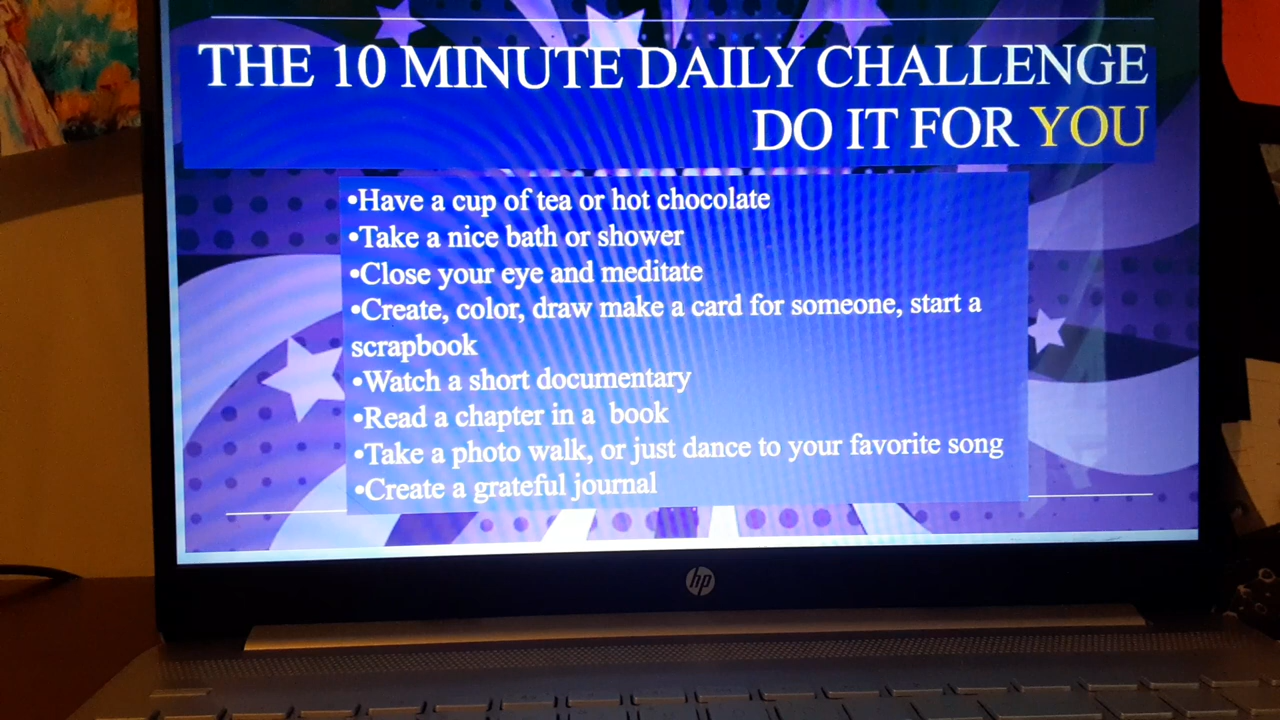 THE 10 MINUTE DAILY CHALLENGE
DO IT FOR YOU
•Have a cup of tea or hot chocolate
•Take a nice bath or shower
•Close your eye and meditate
•Create, color, draw make a card for someone, start a
scrapbook
•Watch a short documentary
•Read a chapter in a book
•Take a photo walk, or just dance to your favorite song
•Create a grateful journal
hp